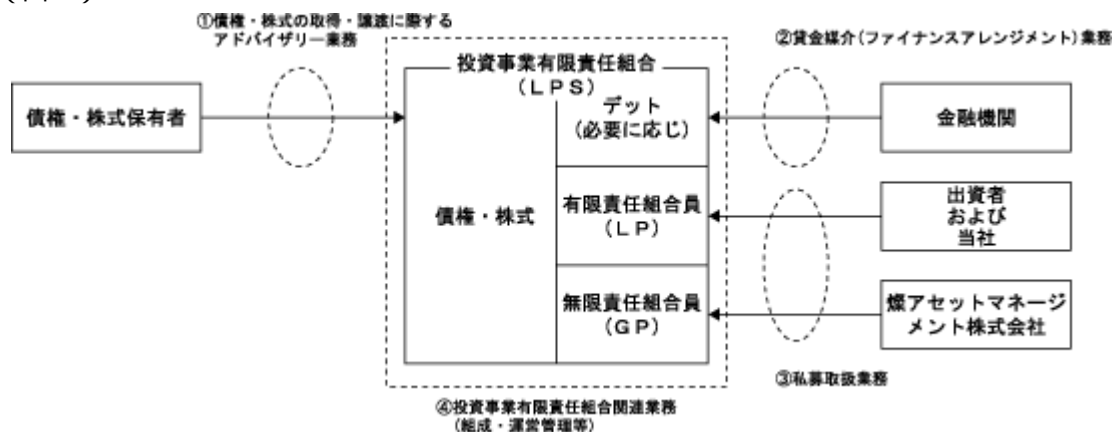 ①債権・株式の取得・譲渡に際する
アドバイザリー業務
②貸金媒介(ファイナンスアレンジメント)業務
投資事業有限責任組合
(LPS)
債権・株式保有者
デット
(必要に応じ)
金融機関
債権・株式
有限責任組合員
(LP)
出資者
および
当社
無限責任組合員
(GP)
燦アセットマネージ
メント株式会社
③私募取扱業務
④投資事業有限責任組合関連業務
(組成・運営管理等)